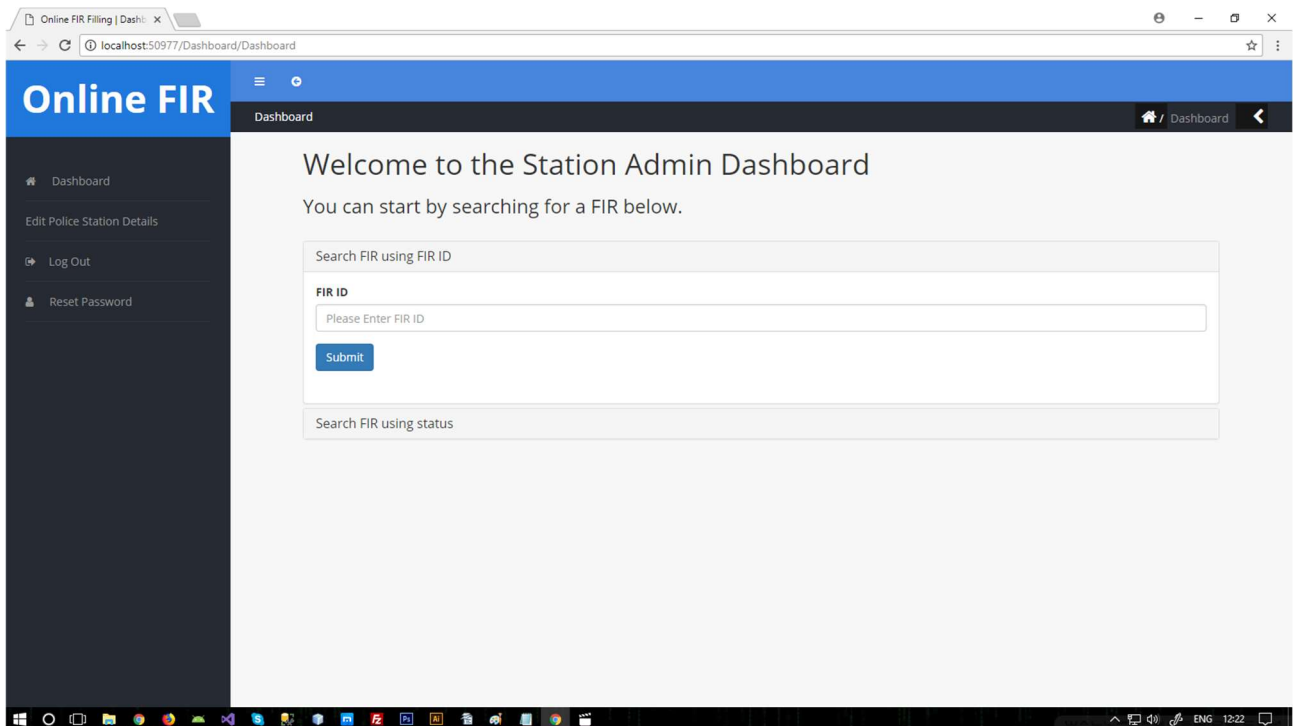 Online FIR Filling | Dashb
localhost:50977/Dashboard/Dashboard
Online FIR
Dashboard
/ Dashboard
Dashboard
Edit Police Station Details
Log Out
Reset Password
Welcome to the Station Admin Dashboard
You can start by searching for a FIR below.
Search FIR using FIR ID
FIR ID
Please Enter FIR ID
Submit
Search FIR using status
ENG 12:22